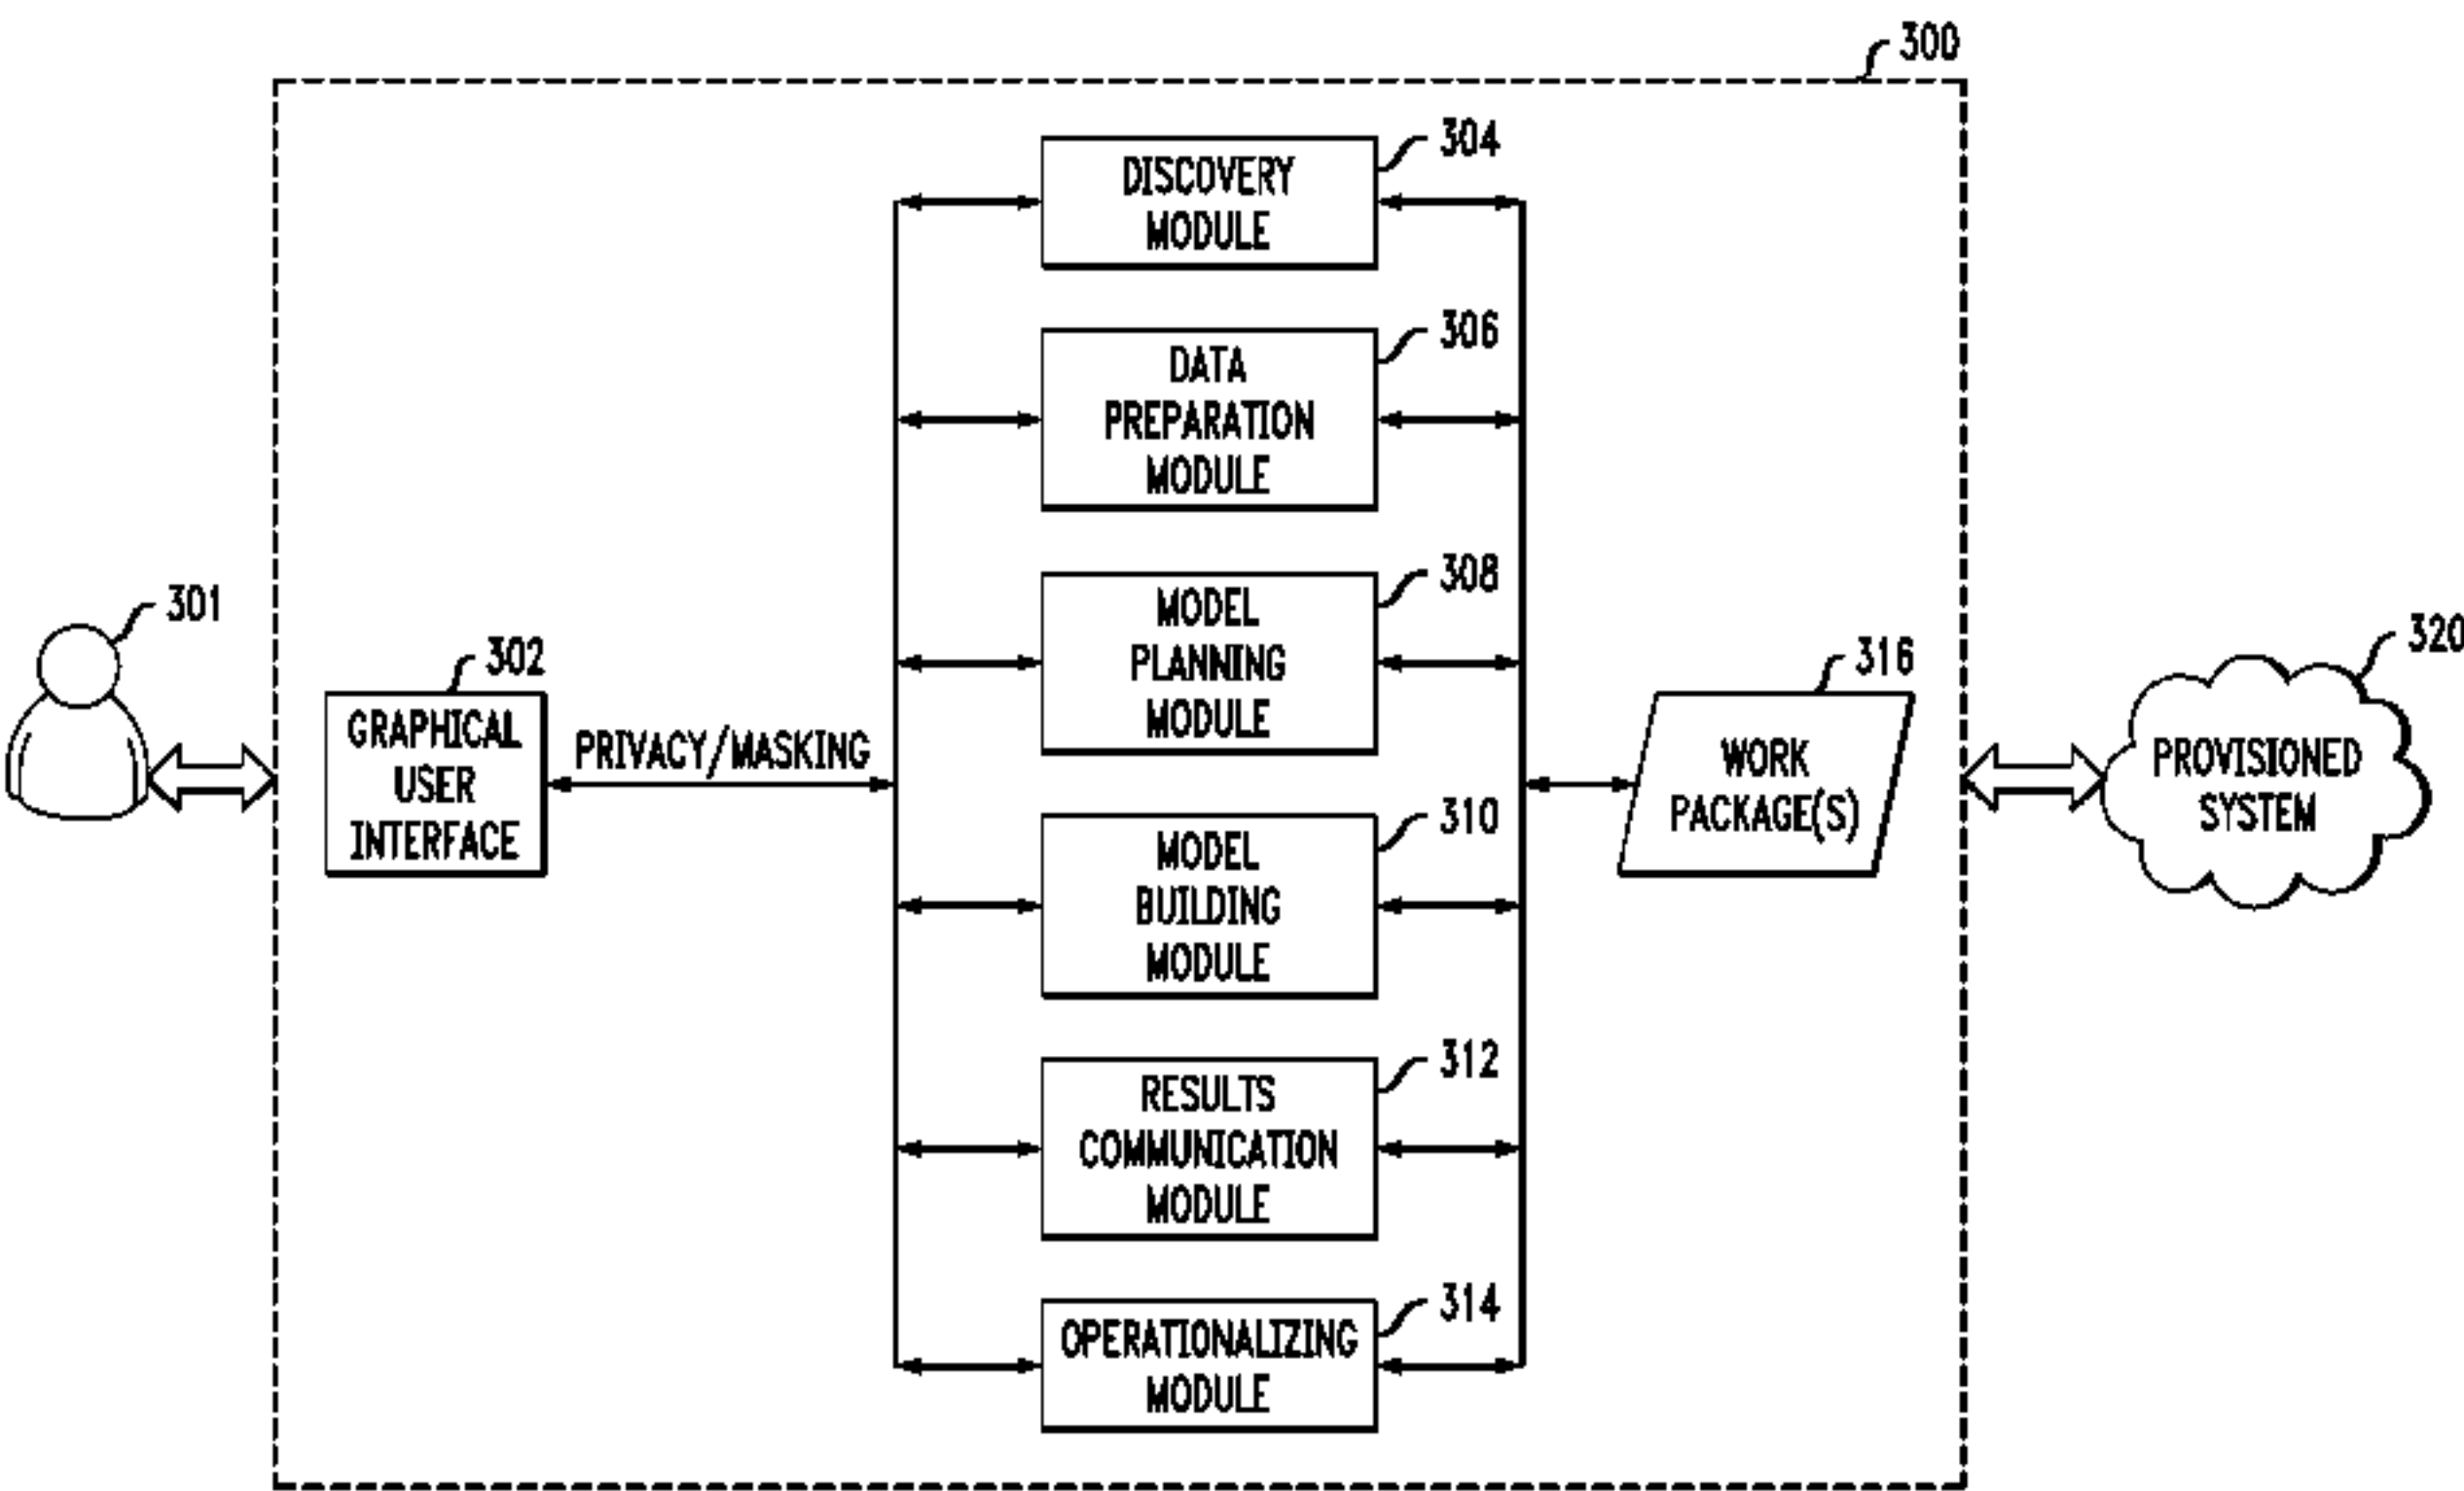 300
304
DISCOVERY
MODULE
306
DATA
PREPARATION
MODULE
308
MODEL
PLANNING
MODULE
301
302
GRAPHICAL
USER
INTERFACE
PRIVACY/MASKING
316
WORK
PACKAGE(S)
320
PROVISIONED
SYSTEM
310
MODEL
BUILDING
MODULE
312
RESULTS
COMMUNICATION
MODULE
314
OPERATIONALIZING
MODULE